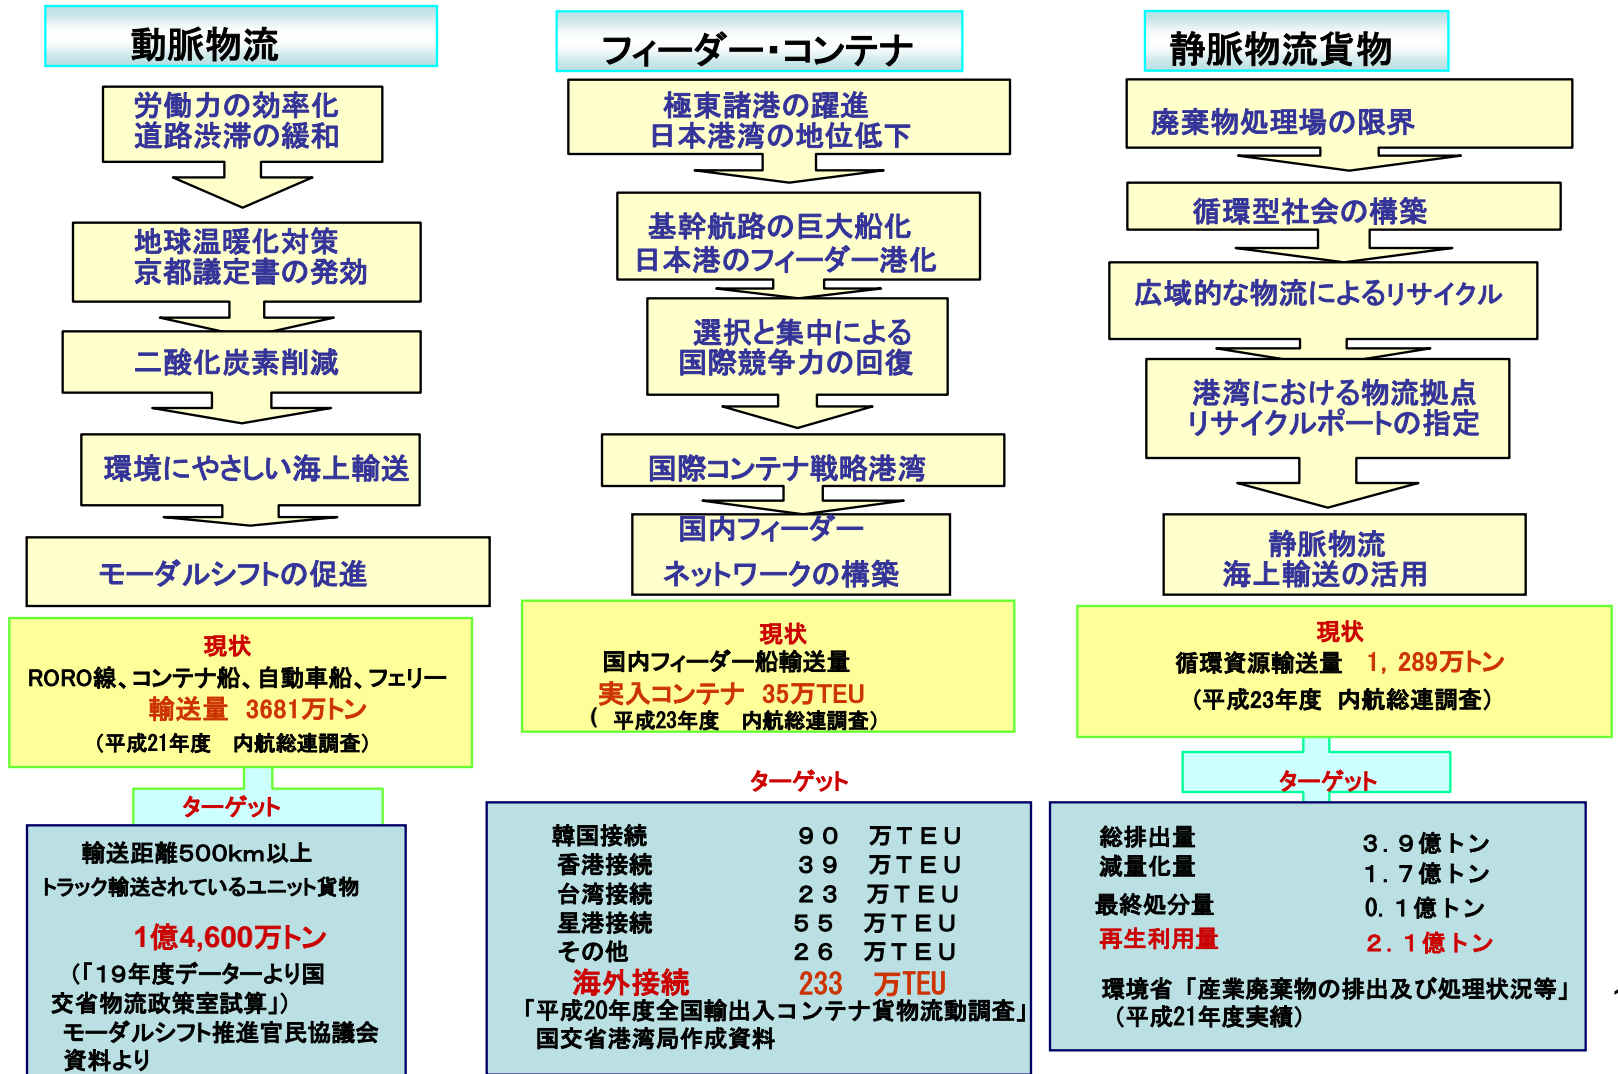 動脈物流
労働力の効率化
道路渋滞の緩和
地球温暖化対策
京都議定書の発効
二酸化炭素削減
環境にやさしい海上輸送
モーダルシフトの促進
現状
RORO線、コンテナ船、自動車船、フェリー
輸送量 3681万トン
(平成21年度 内航総連調査)
ターゲット
輸送距離500km以上
トラック輸送されているユニット貨物
1億4,600万トン
(「19年度データーより国
交省物流政策室試算」)
モーダルシフト推進官民協議会
資料より
フィーダー・コンテナ
極東諸港の躍進
日本港湾の地位低下
基幹航路の巨大船化
日本港のフィーダー港化
選択と集中による
国際競争力の回復
国際コンテナ戦略港湾
国内フィーダー
ネットワークの構築
現状
国内フィーダー船輸送量
実入コンテナ 35万TEU
( 平成23年度 内航総連調査)
ターゲット
韓国接続 90 万TEU
香港接続 39 万TEU
台湾接続 23 万TEU
星港接続 55 万TEU
その他 26 万TEU
海外接続 233 万TEU
「平成20年度全国輸出入コンテナ貨物流動調査」
国交省港湾局作成資料
静脈物流貨物
廃棄物処理場の限界
循環型社会の構築
広域的な物流によるリサイクル
港湾における物流拠点
リサイクルポートの指定
静脈物流
海上輸送の活用
現状
循環資源輸送量 1,289万トン
(平成23年度 内航総連調査)
ターゲット
総排出量 3.9億トン
減量化量 1.7億トン
最終処分量 0.1億トン
再生利用量 2.1億トン
環境省「産業廃棄物の排出及び処理状況等」
(平成21年度実績)